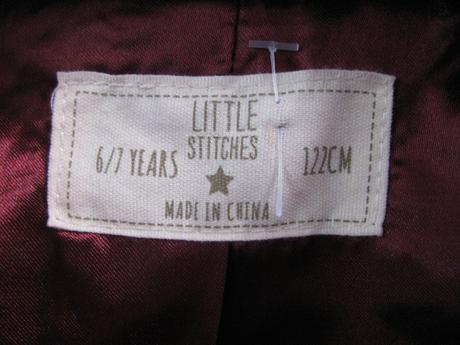 LITTLE
STITCHES
6/7 YEARS
122CM
MADE IN CHINA